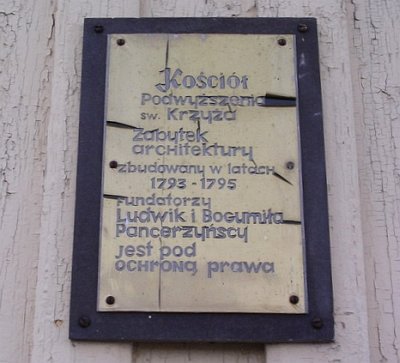 Kościół
Podwyższenia
św. Krzyża
Zabytek
architektury
zbudowany w latach
1793-1795
Fundatorzy
Ludwik i Bogumiła
Pancerzyńscy
jest pod
ochroną prawa